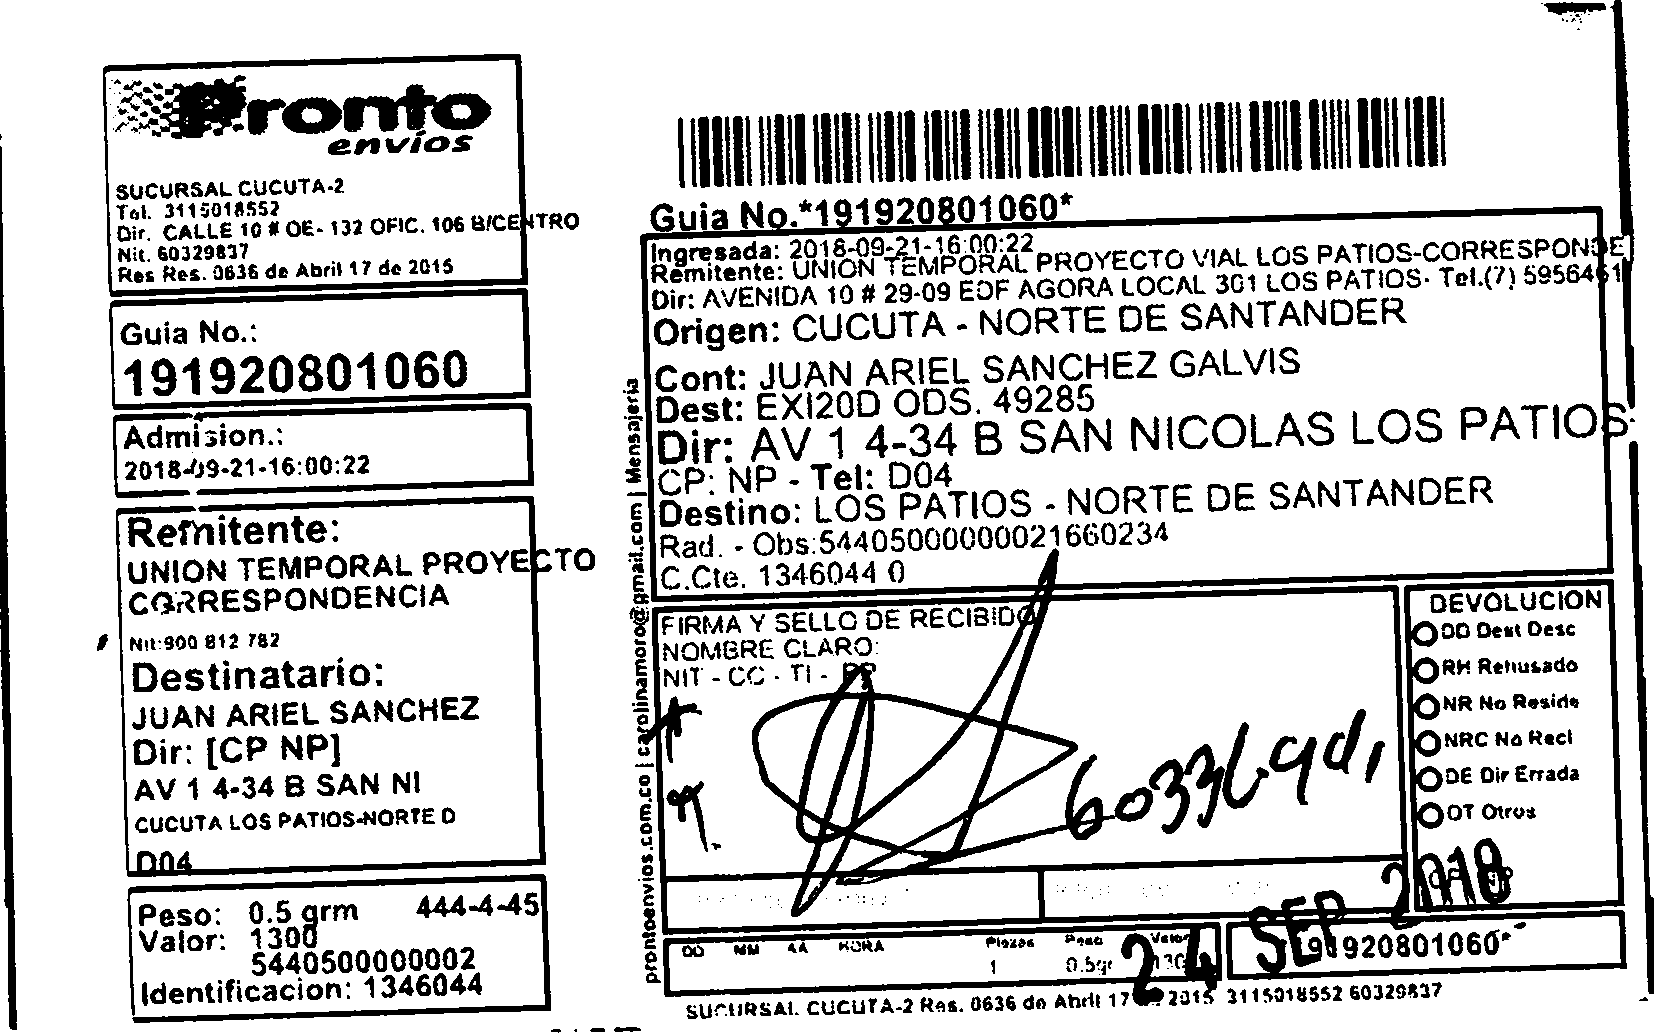 Pronto
envíos
SUCURSAL CUCUTA-2
Tel. 3115018552
Dir. CALLE 10 # OE- 132 OFIC. 106 B/CENTRO
Nit. 60329837
Res Res. 0636 de Abril 17 de 2015
Guia No.:
191920801060
Admision.:
2018-09-21-16:00:22
Remitente:
UNION TEMPORAL PROYECTO
CORRESPONDENCIA
Nit:900 812 782
Destinatario:
JUAN ARIEL SANCHEZ
Dir: [CP NP]
AV 1 4-34 B SAN NI
CUCUTA LOS PATIOS-NORTE D
D04
Peso: 0.5 grm 444-4-45
Valor: 1300
5440500000002
Identificacion: 1346044
prontoenvios.com.co | carolinamoro@gmail.com | Mensajeria
Guia No.*191920801060*
Ingresada: 2018-09-21-16:00:22
Remitente: UNION TEMPORAL PROYECTO VIAL LOS PATIOS-CORRESPONDE
Dir: AVENIDA 10 # 29-09 EDF AGORA LOCAL 301 LOS PATIOS- Tel.(7) 5956461
Origen: CUCUTA - NORTE DE SANTANDER
Cont: JUAN ARIEL SANCHEZ GALVIS
Dest: EXI20D ODS. 49285
Dir: AV 1 4-34 B SAN NICOLAS LOS PATIOS
CP: NP - Tel: D04
Destino: LOS PATIOS - NORTE DE SANTANDER
Rad. - Obs:54405000000021660234
C.Cte. 1346044 0
FIRMA Y SELLO DE RECIBIDO
NOMBRE CLARO:
NIT - CC - TI -
DEVOLUCION
DD Dest Desc
RH Rehusado
NR No Reside
NRC No Recl
DE Dir Errada
OT Otros
24 SEP 2018
DD MM AA HORA Piezas Peso Valor
1 0.5gr 130
*191920801060*
SUCURSAL CUCUTA-2 Res. 0636 de Abril 17 2015 3115018552 60329837